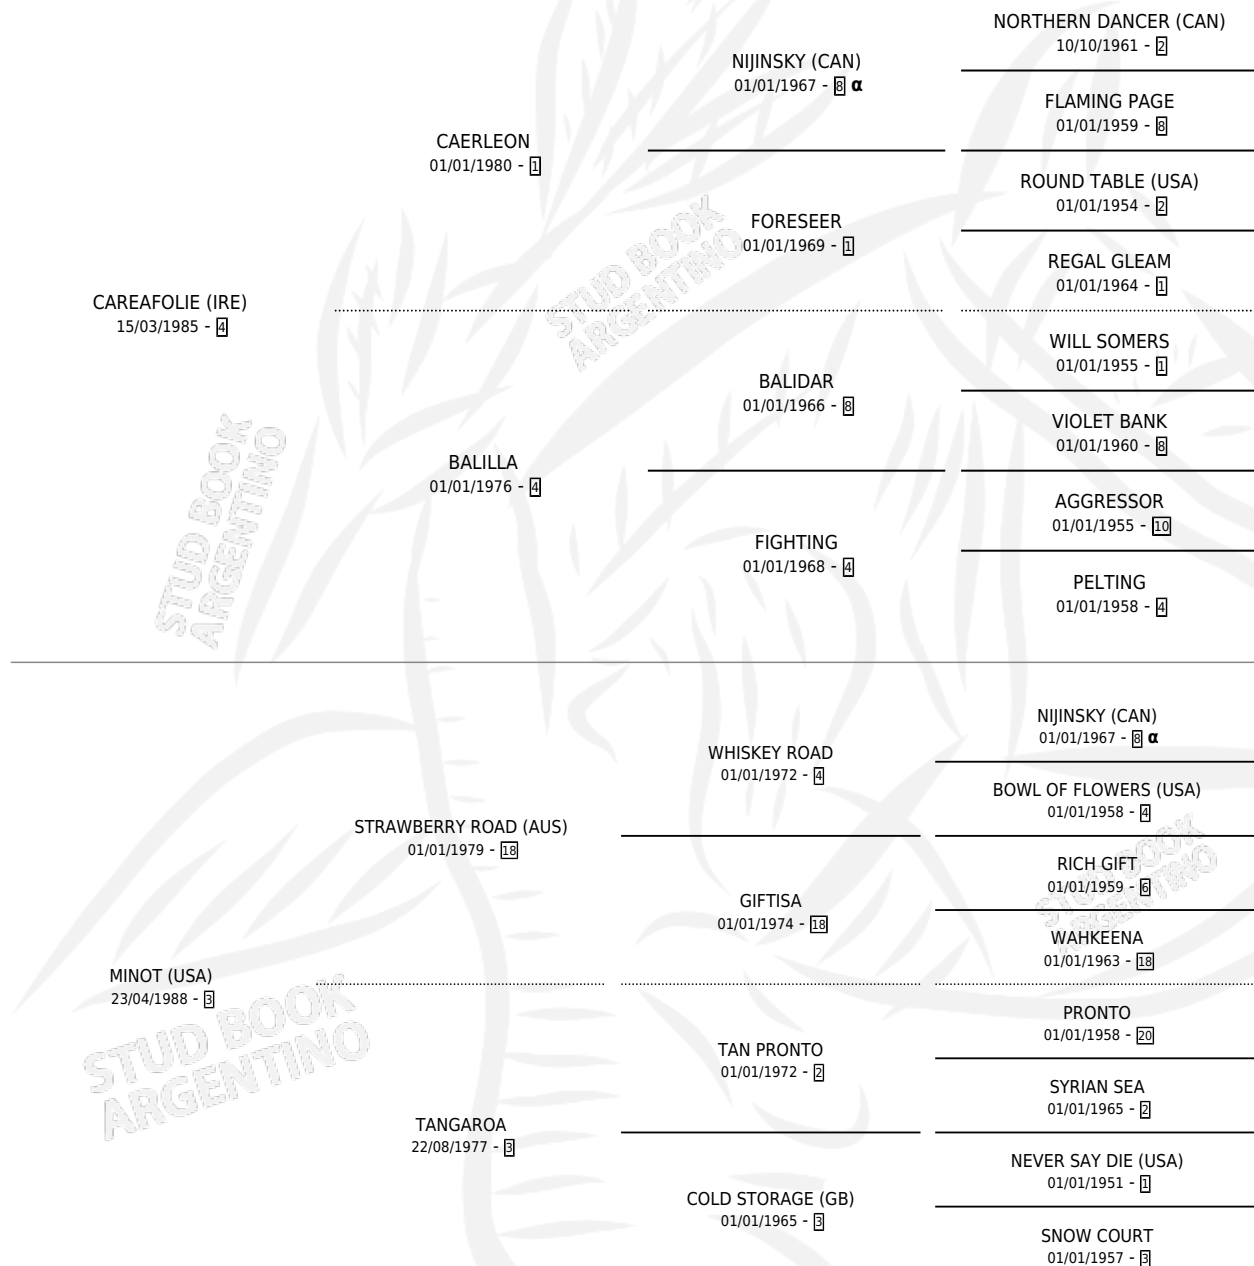 NORTHERN DANCER (CAN)
10/10/1961 - 2
NIJINSKY (CAN)
01/01/1967 - 8 α
FLAMING PAGE
01/01/1959 - 8
CAERLEON
01/01/1980 - 1
ROUND TABLE (USA)
01/01/1954 - 2
FORESEER
01/01/1969 - 1
REGAL GLEAM
01/01/1964 - 1
CAREAFOLIE (IRE)
15/03/1985 - 4
WILL SOMERS
01/01/1955 - 1
BALIDAR
01/01/1966 - 8
VIOLET BANK
01/01/1960 - 8
BALILLA
01/01/1976 - 4
AGGRESSOR
01/01/1955 - 10
FIGHTING
01/01/1968 - 4
PELTING
01/01/1958 - 4
NIJINSKY (CAN)
01/01/1967 - 8 α
WHISKEY ROAD
01/01/1972 - 4
BOWL OF FLOWERS (USA)
01/01/1958 - 4
STRAWBERRY ROAD (AUS)
01/01/1979 - 18
RICH GIFT
01/01/1959 - 6
GIFTISA
01/01/1974 - 18
WAHKEENA
01/01/1963 - 18
MINOT (USA)
23/04/1988 - 3
PRONTO
01/01/1958 - 20
TAN PRONTO
01/01/1972 - 2
SYRIAN SEA
01/01/1965 - 2
TANGAROA
22/08/1977 - 3
NEVER SAY DIE (USA)
01/01/1951 - 1
COLD STORAGE (GB)
01/01/1965 - 3
SNOW COURT
01/01/1957 - 3
STUD BOOK
ARGENTINO
STUD BOOK
ARGENTINO
STUD BOOK
ARGENTINO
STUD BOOK
ARGENTINO